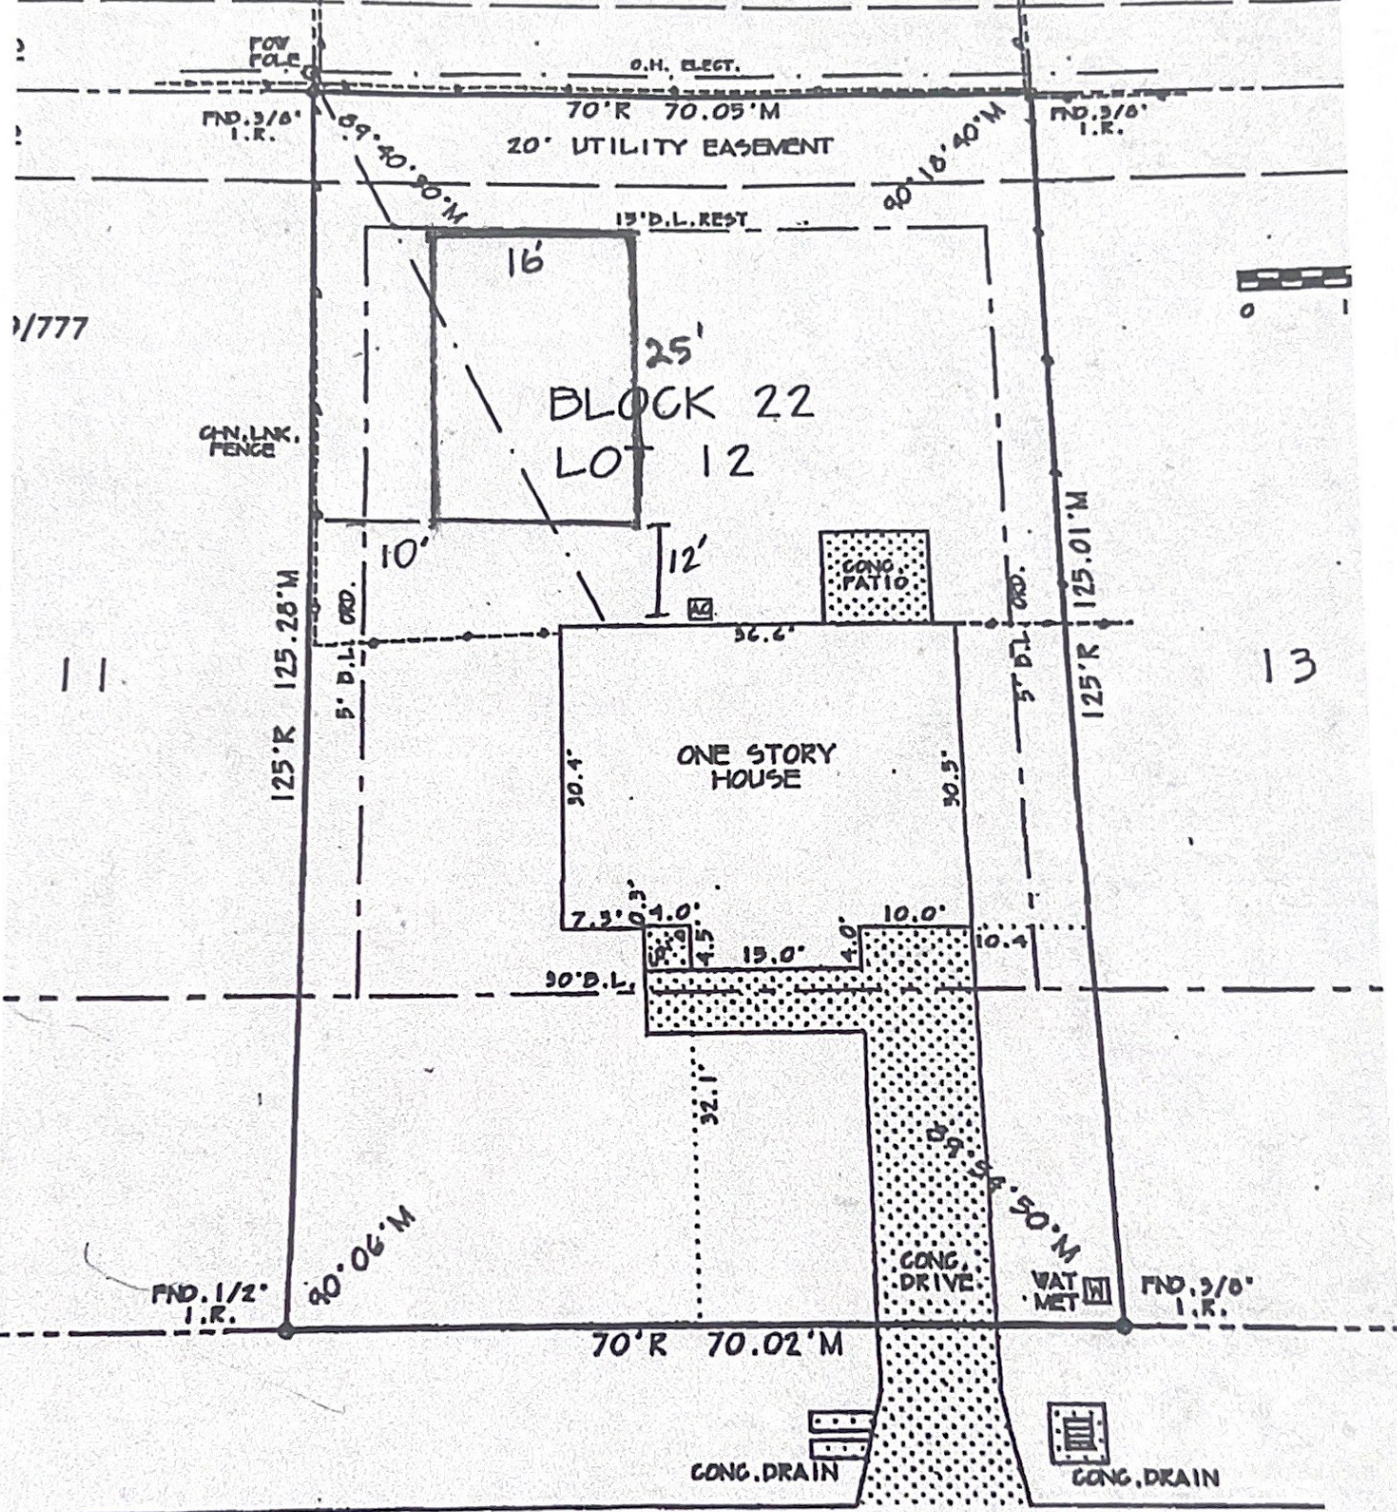 POW
POLE
O.H. ELECT.
FND.3/8"
I.R.
70'R 70.05'M
FND.3/8"
I.R.
20' UTILITY EASEMENT
89°40'30"M
90°18'40"M
15'B.L.REST.
16'
0 1
/777
25'
BLOCK 22
LOT 12
CHN.LNK.
FENCE
10'
12'
CONC.
PATIO
AC
36.2'
125'R 125.28'M
5' B.L. ORD.
5' B.L. ORD.
125'R 125.01'M
11
13
ONE STORY
HOUSE
30.4'
30.5'
7.3'
0.3'
4.0'
4.5'
15.0'
4.0'
10.0'
10.4
30'B.L.
32.1'
89°54'50"M
90°06'M
CONC.
DRIVE
WAT
MET
W
FND.1/2"
I.R.
FND.3/8"
I.R.
70'R 70.02'M
CONC.DRAIN
CONC.DRAIN